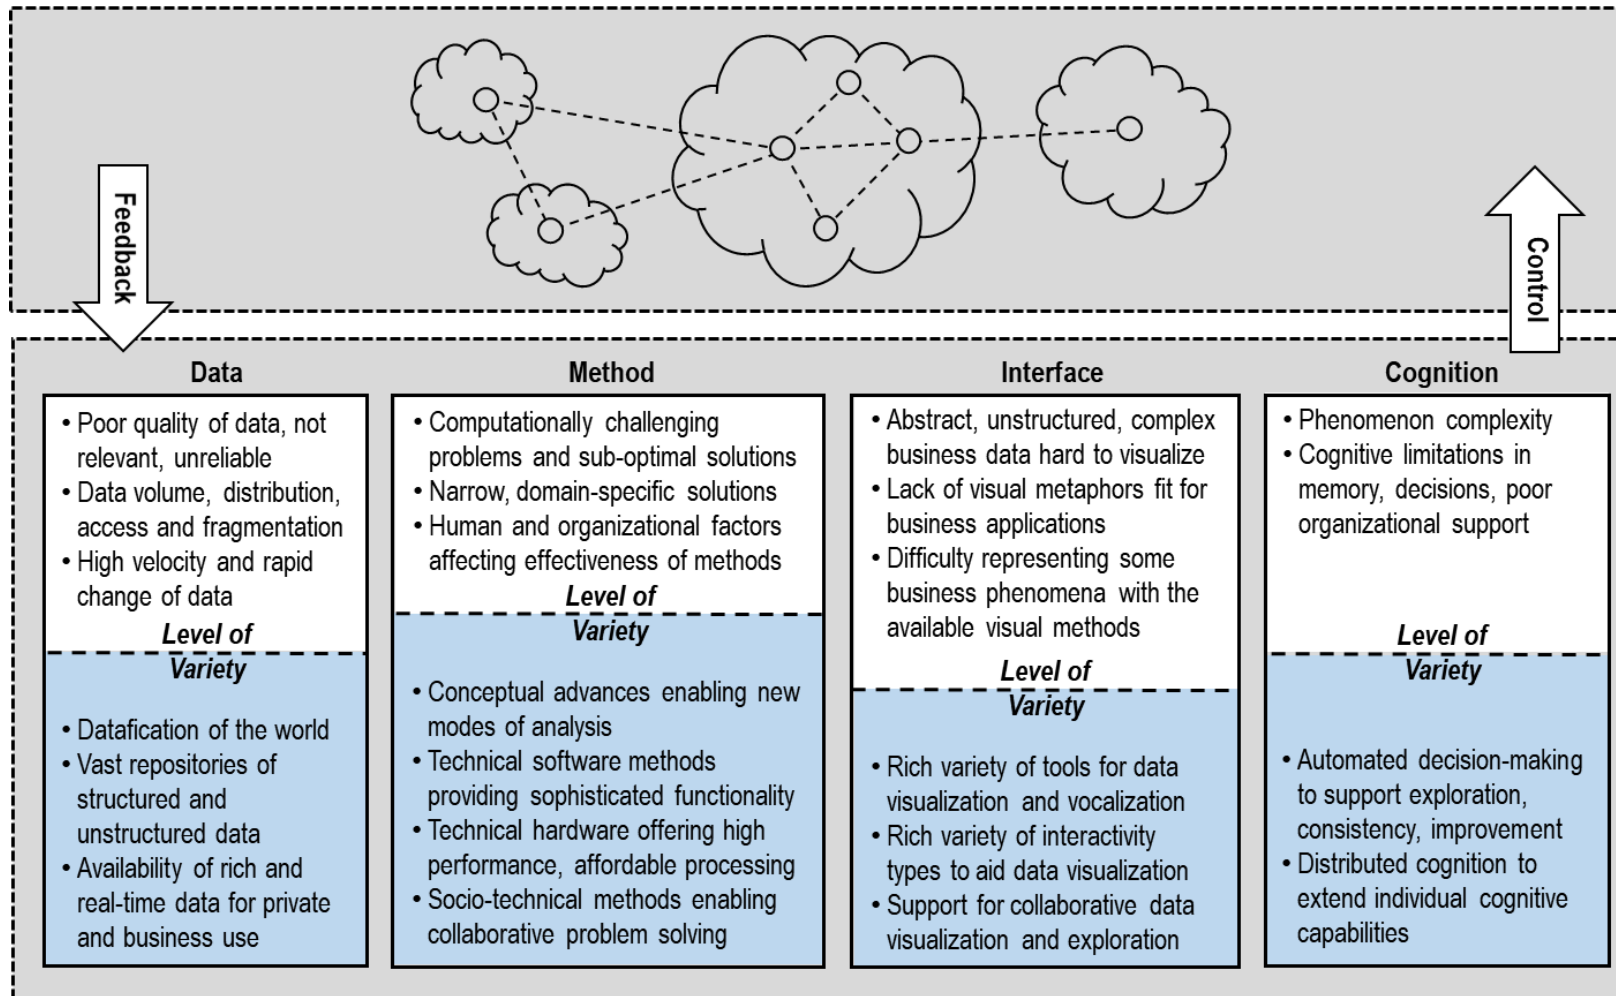 Feedback
Control
Data
• Poor quality of data, not
relevant, unreliable
• Data volume, distribution,
access and fragmentation
• High velocity and rapid
change of data
Level of
Variety
• Datafication of the world
• Vast repositories of
structured and
unstructured data
• Availability of rich and
real-time data for private
and business use
Method
• Computationally challenging
problems and sub-optimal solutions
• Narrow, domain-specific solutions
• Human and organizational factors
affecting effectiveness of methods
Level of
Variety
• Conceptual advances enabling new
modes of analysis
• Technical software methods
providing sophisticated functionality
• Technical hardware offering high
performance, affordable processing
• Socio-technical methods enabling
collaborative problem solving
Interface
• Abstract, unstructured, complex
business data hard to visualize
• Lack of visual metaphors fit for
business applications
• Difficulty representing some
business phenomena with the
available visual methods
Level of
Variety
• Rich variety of tools for data
visualization and vocalization
• Rich variety of interactivity
types to aid data visualization
• Support for collaborative data
visualization and exploration
Cognition
• Phenomenon complexity
• Cognitive limitations in
memory, decisions, poor
organizational support
Level of
Variety
• Automated decision-making
to support exploration,
consistency, improvement
• Distributed cognition to
extend individual cognitive
capabilities